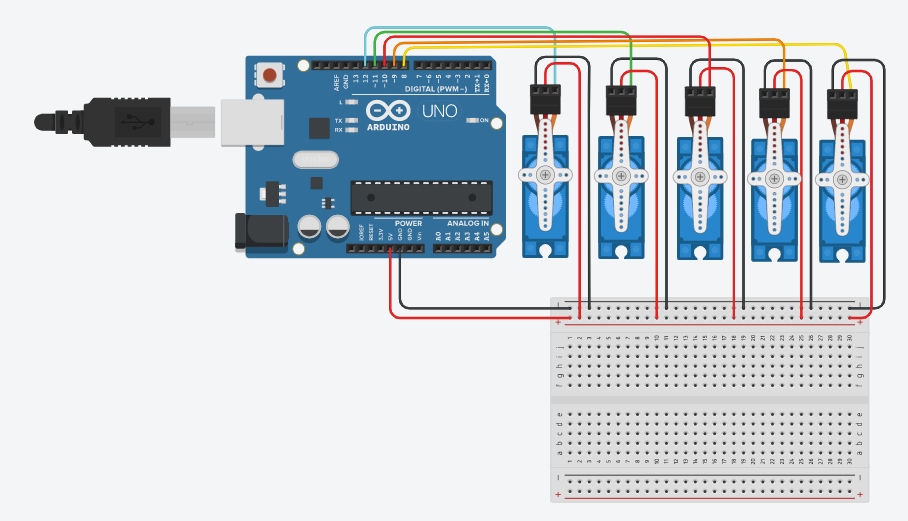 AREF
GND
13
12
~11
~10
~9
8
7
~6
~5
4
~3
2
TX→1
RX←0
DIGITAL (PWM ~)
L
TX
RX
UNO
ON
ARDUINO
POWER
ANALOG IN
IOREF
RESET
3.3V
5V
GND
GND
Vin
A0
A1
A2
A3
A4
A5
1 2 3 4 5 6 7 8 9 10 11 12 13 14 15 16 17 18 19 20 21 22 23 24 25 26 27 28 29 30
j j
i i
h h
g g
f f
e e
d d
c c
b b
a a
1 2 3 4 5 6 7 8 9 10 11 12 13 14 15 16 17 18 19 20 21 22 23 24 25 26 27 28 29 30